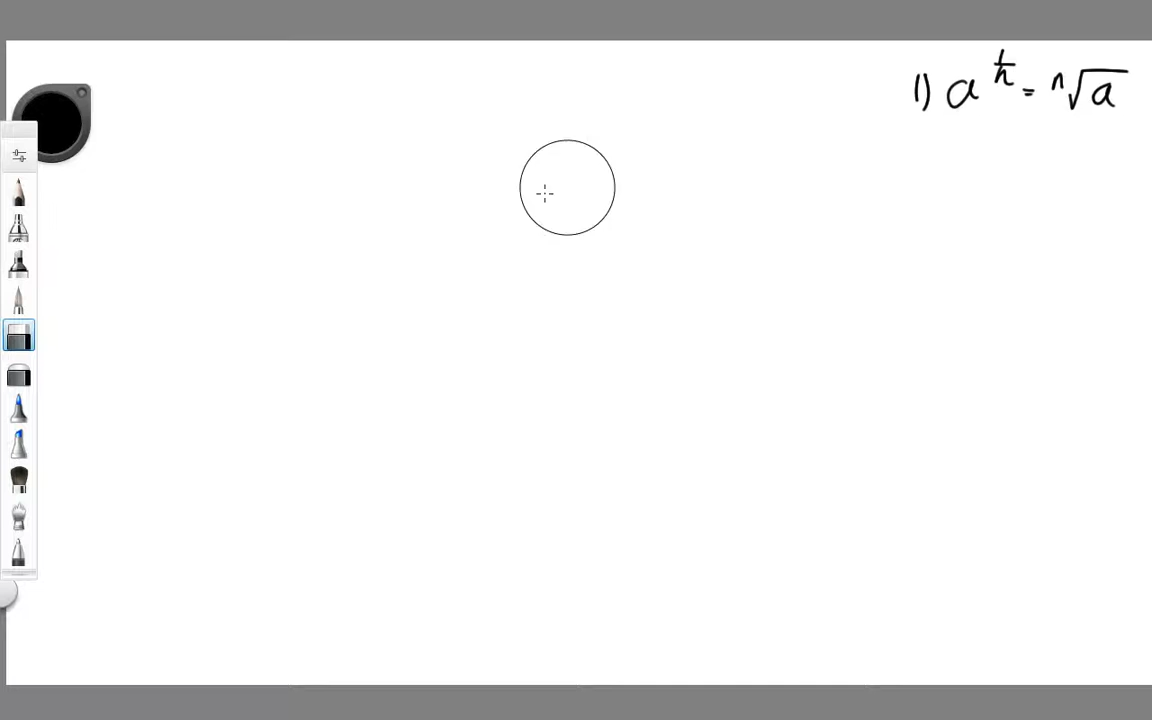 1) a^{1/n} = ⁿ√a